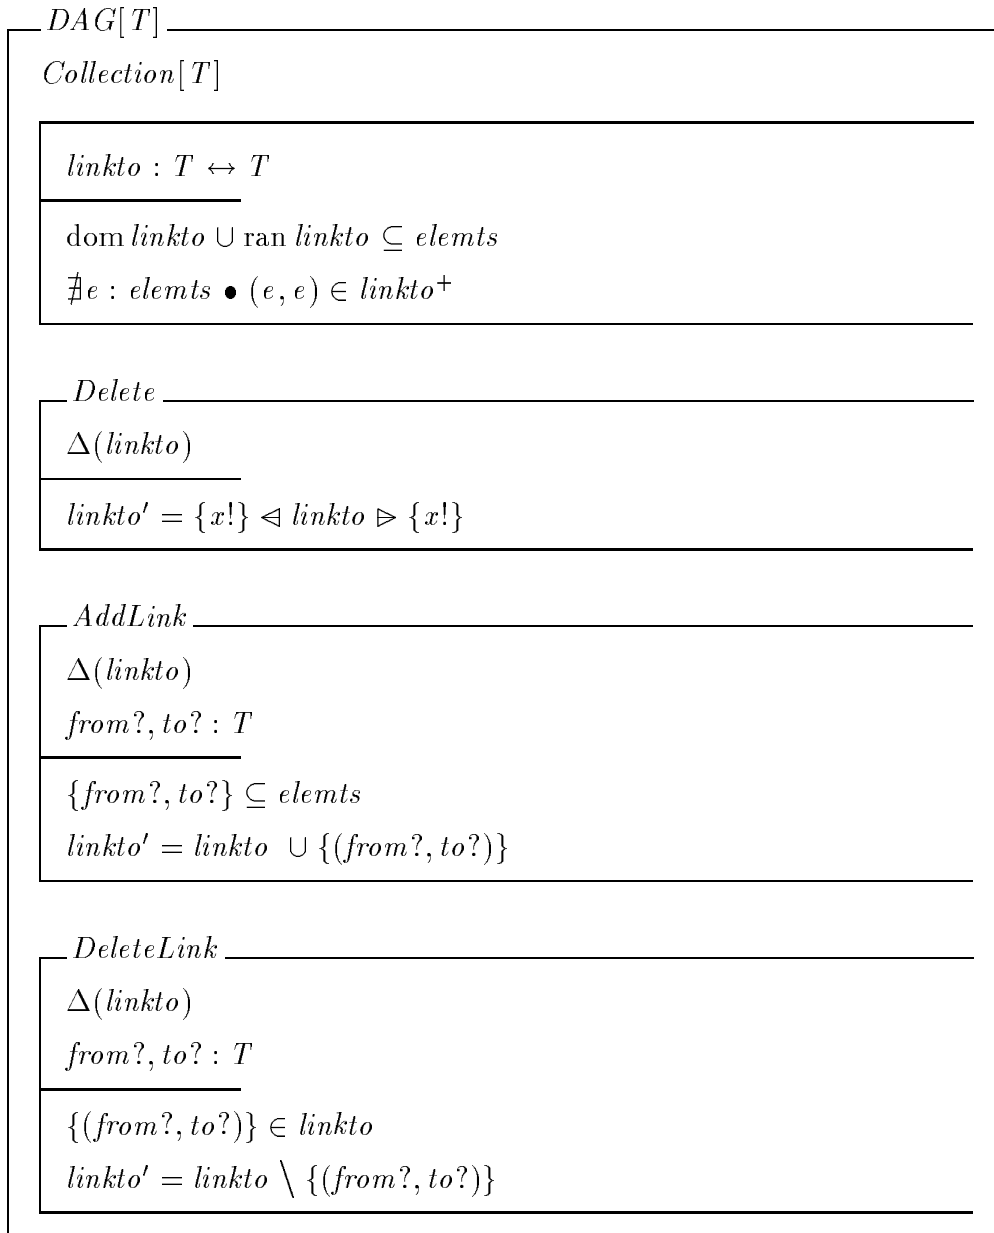 DAG[T]
Collection[T]
linkto : T ↔ T
dom linkto ∪ ran linkto ⊆ elemts
∄e : elemts • (e, e) ∈ linkto⁺
Delete
Δ(linkto)
linkto′ = {x!} ⩤ linkto ⩥ {x!}
AddLink
Δ(linkto)
from?, to? : T
{from?, to?} ⊆ elemts
linkto′ = linkto ∪ {(from?, to?)}
DeleteLink
Δ(linkto)
from?, to? : T
{(from?, to?)} ∈ linkto
linkto′ = linkto \ {(from?, to?)}